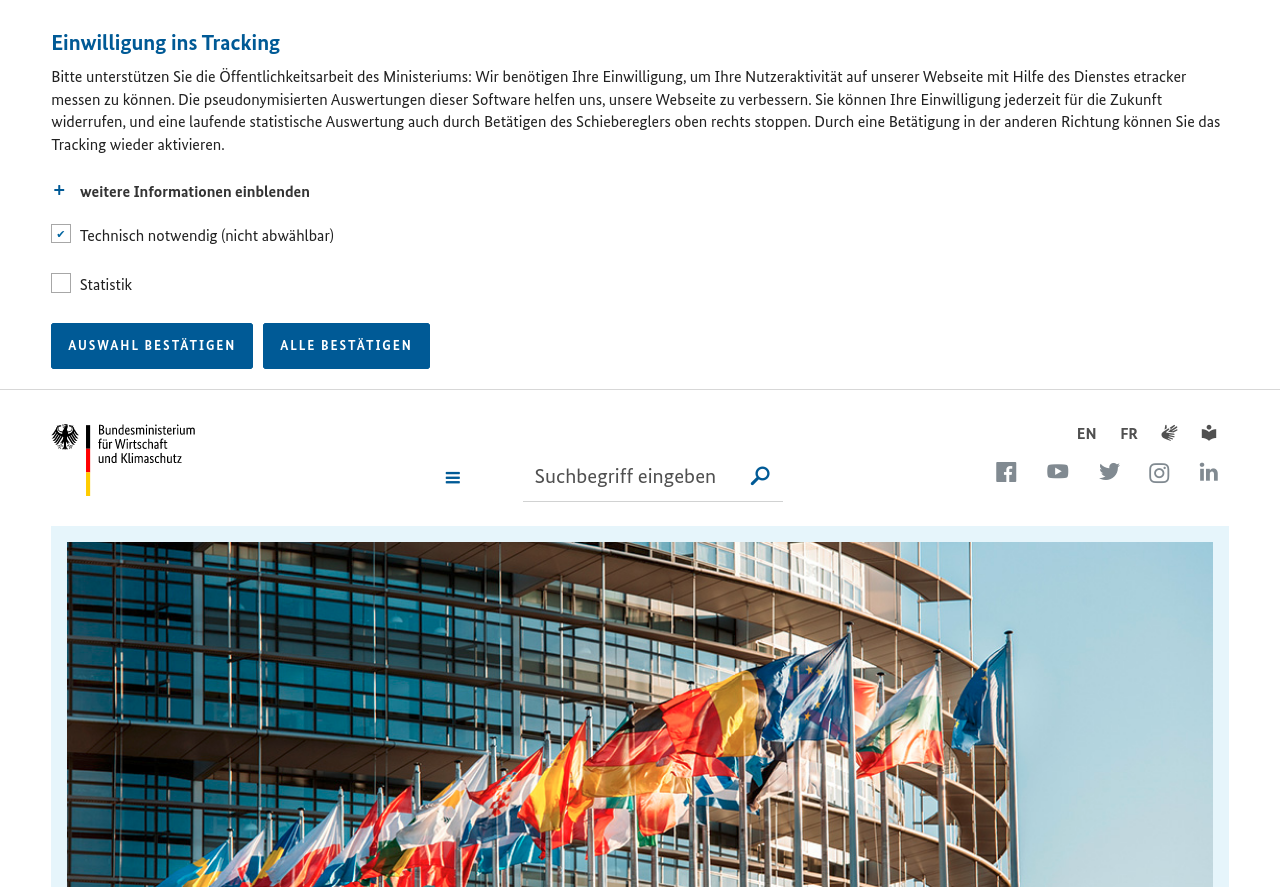 Einwilligung ins Tracking
Bitte unterstützen Sie die Öffentlichkeitsarbeit des Ministeriums: Wir benötigen Ihre Einwilligung, um Ihre Nutzeraktivität auf unserer Webseite mit Hilfe des Dienstes etracker
messen zu können. Die pseudonymisierten Auswertungen dieser Software helfen uns, unsere Webseite zu verbessern. Sie können Ihre Einwilligung jederzeit für die Zukunft
widerrufen, und eine laufende statistische Auswertung auch durch Betätigen des Schiebereglers oben rechts stoppen. Durch eine Betätigung in der anderen Richtung können Sie das
Tracking wieder aktivieren.
+ weitere Informationen einblenden
Technisch notwendig (nicht abwählbar)
Statistik
AUSWAHL BESTÄTIGEN ALLE BESTÄTIGEN
Bundesministerium
für Wirtschaft
und Klimaschutz
EN FR
Suchbegriff eingeben